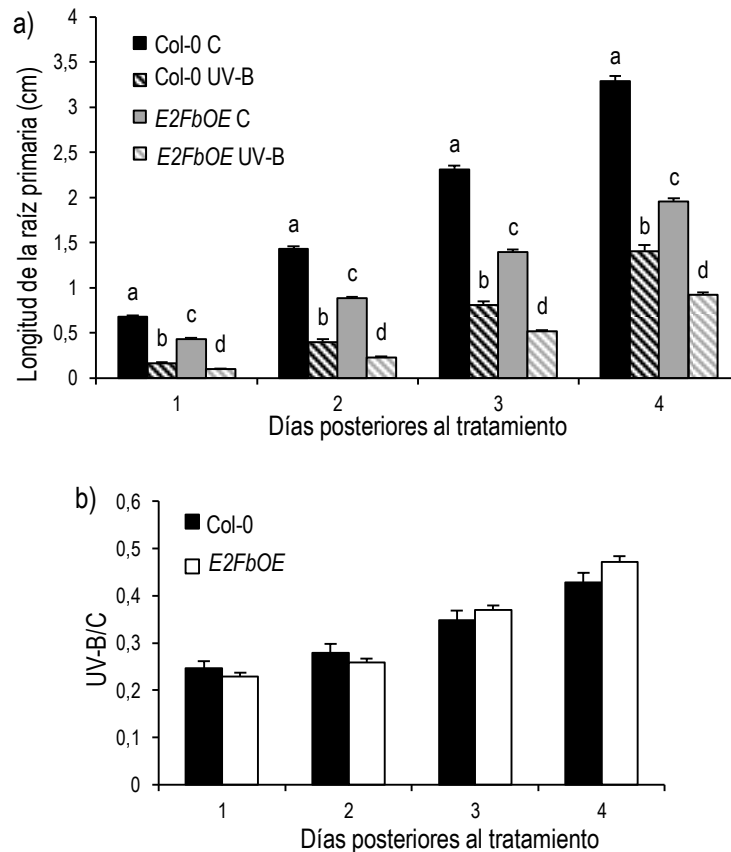 a)
Longitud de la raíz primaria (cm)
4
3,5
3
2,5
2
1,5
1
0,5
0
Col-0 C
Col-0 UV-B
E2FbOE C
E2FbOE UV-B
a b c d
a b c d
a b c d
a b c d
1 2 3 4
Días posteriores al tratamiento
b)
UV-B/C
0,6
0,5
0,4
0,3
0,2
0,1
0
Col-0
E2FbOE
1 2 3 4
Días posteriores al tratamiento